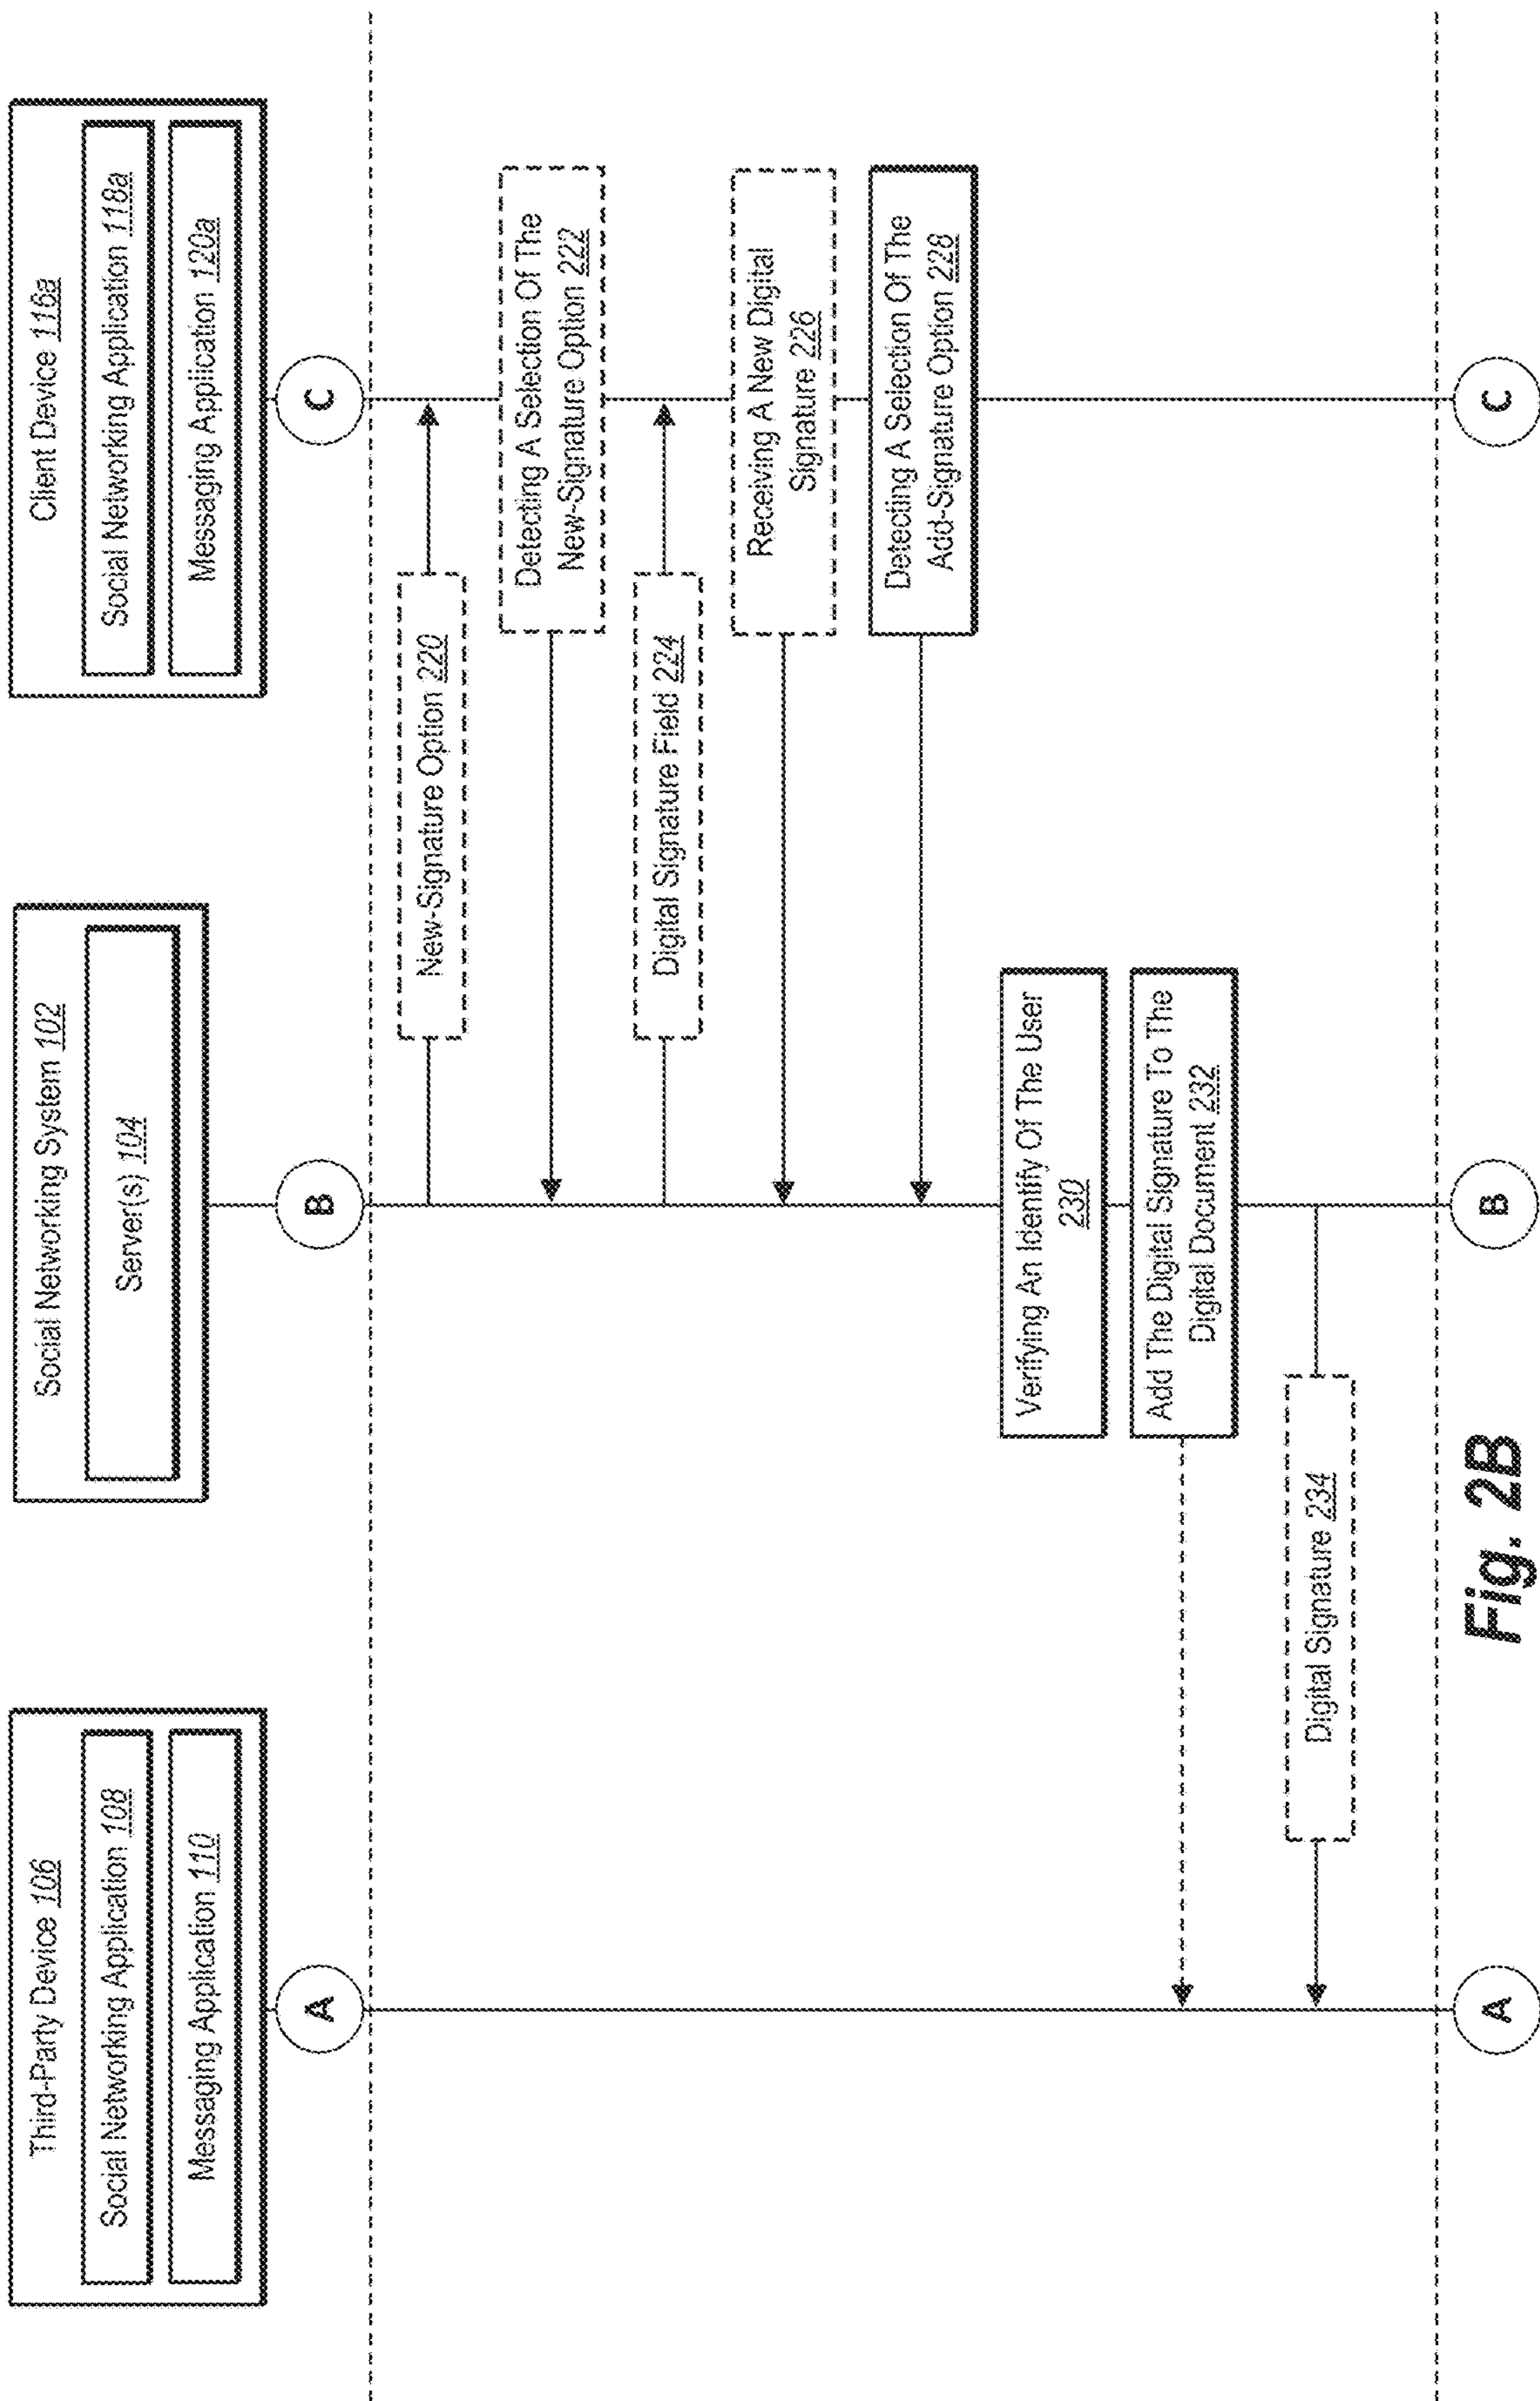 Third-Party Device 106
Social Networking Application 108
Messaging Application 110
Social Networking System 102
Server(s) 104
Client Device 116a
Social Networking Application 118a
Messaging Application 120a
A
B
C
New-Signature Option 220
Detecting A Selection Of The
New-Signature Option 222
Digital Signature Field 224
Receiving A New Digital
Signature 226
Detecting A Selection Of The
Add-Signature Option 228
Verifying An Identify Of The User
230
Add The Digital Signature To The
Digital Document 232
Digital Signature 234
A
B
C
Fig. 2B